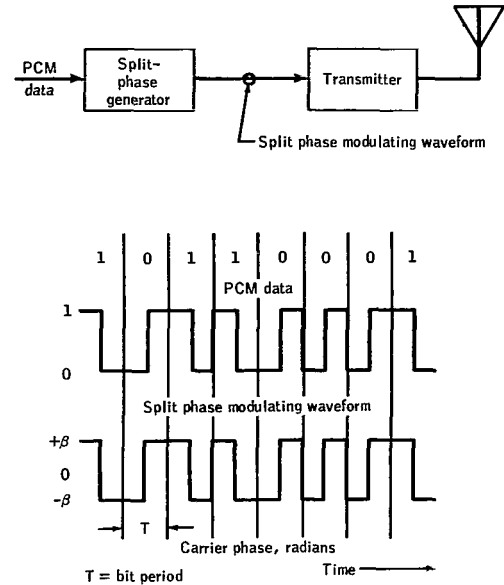 PCM
data
Split-
phase
generator
Transmitter
Split phase modulating waveform
1 0 1 1 0 0 0 1
PCM data
1
0
Split phase modulating waveform
+β
0
-β
T
Carrier phase, radians
T = bit period
Time